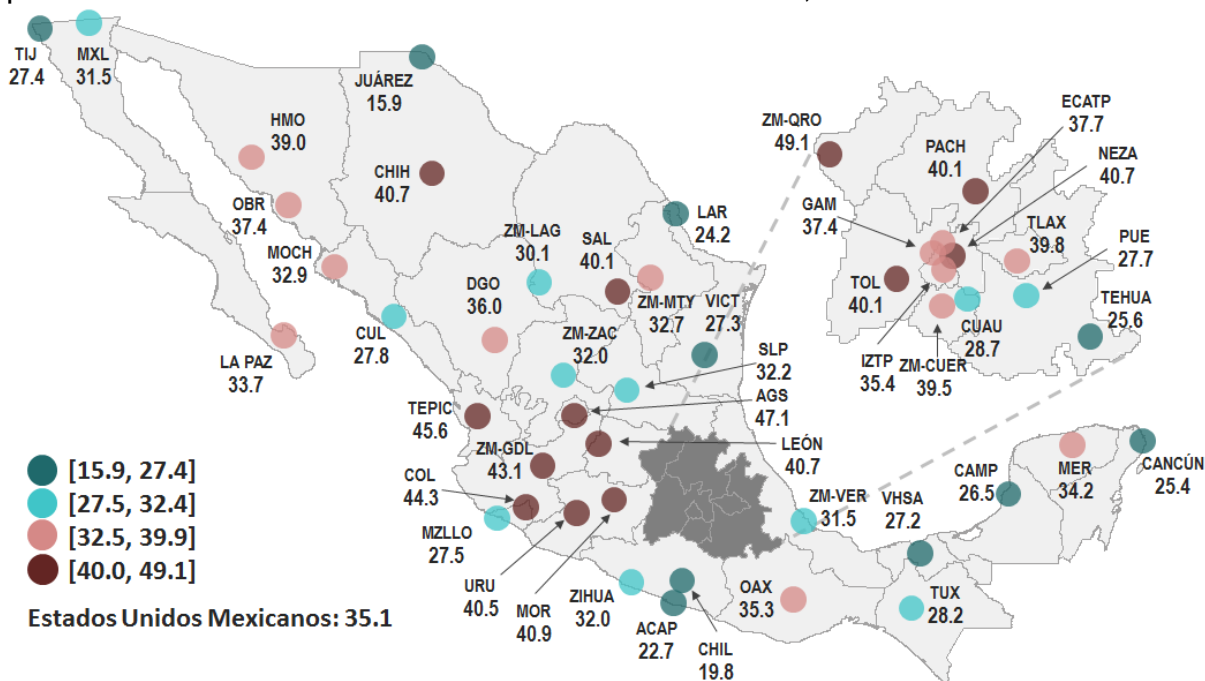 TIJ
27.4
MXL
31.5
JUÁREZ
15.9
HMO
39.0
CHIH
40.7
OBR
37.4
MOCH
32.9
LA PAZ
33.7
CUL
27.8
DGO
36.0
ZM-LAG
30.1
SAL
40.1
LAR
24.2
ZM-MTY
32.7
VICT
27.3
ZM-ZAC
32.0
SLP
32.2
AGS
47.1
LEÓN
40.7
TEPIC
45.6
ZM-GDL
43.1
COL
44.3
MZLLO
27.5
URU
40.5
MOR
40.9
ZIHUA
32.0
ACAP
22.7
CHIL
19.8
OAX
35.3
ZM-VER
31.5
VHSA
27.2
TUX
28.2
CAMP
26.5
MER
34.2
CANCÚN
25.4
ZM-QRO
49.1
PACH
40.1
ECATP
37.7
NEZA
40.7
GAM
37.4
TLAX
39.8
PUE
27.7
TOL
40.1
TEHUA
25.6
CUAU
28.7
IZTP
35.4
ZM-CUER
39.5
[15.9, 27.4]
[27.5, 32.4]
[32.5, 39.9]
[40.0, 49.1]
Estados Unidos Mexicanos: 35.1